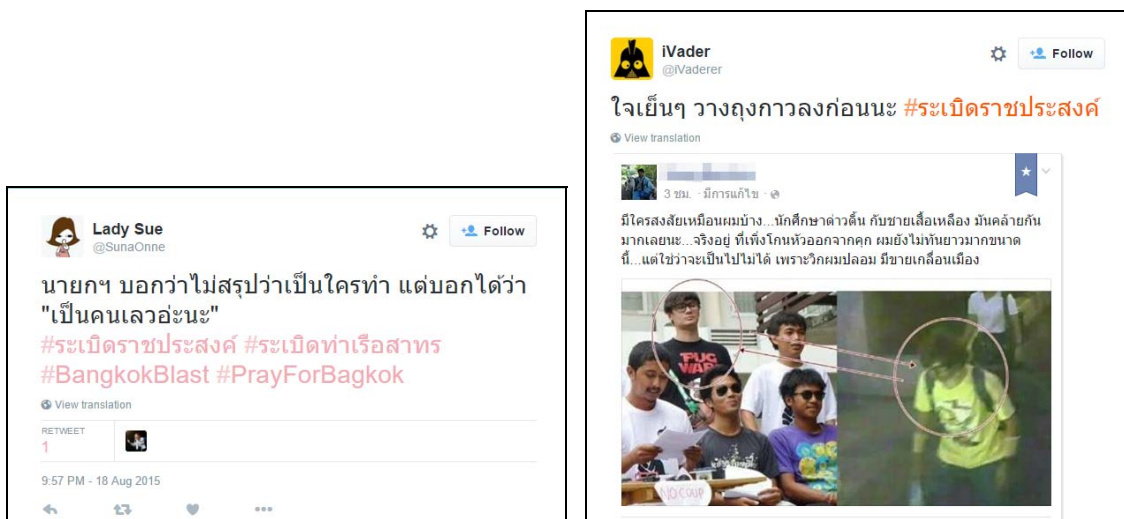 Lady Sue
@SunaOnne
Follow
นายกฯ บอกว่าไม่สรุปว่าเป็นใครทำ แต่บอกได้ว่า
"เป็นคนเลวอ่ะนะ"
#ระเบิดราชประสงค์ #ระเบิดท่าเรือสาทร
#BangkokBlast #PrayForBagkok
View translation
RETWEET
1
9:57 PM - 18 Aug 2015
iVader
@iVaderer
Follow
ใจเย็นๆ วางถุงกาวลงก่อนนะ #ระเบิดราชประสงค์
View translation
3 ชม. · มีการแก้ไข ·
มีใครสงสัยเหมือนผมบ้าง...นักศึกษาดาวดิ้น กับชายเสื้อเหลือง มันคล้ายกัน
มากเลยนะ...จริงอยู่ ที่เพิ่งโกนหัวออกจากคุก ผมยังไม่ทันยาวมากขนาด
นี้...แต่ใช่ว่าจะเป็นไปไม่ได้ เพราะวิกผมปลอม มีขายเกลื่อนเมือง
PUG
WAR
NO COUP